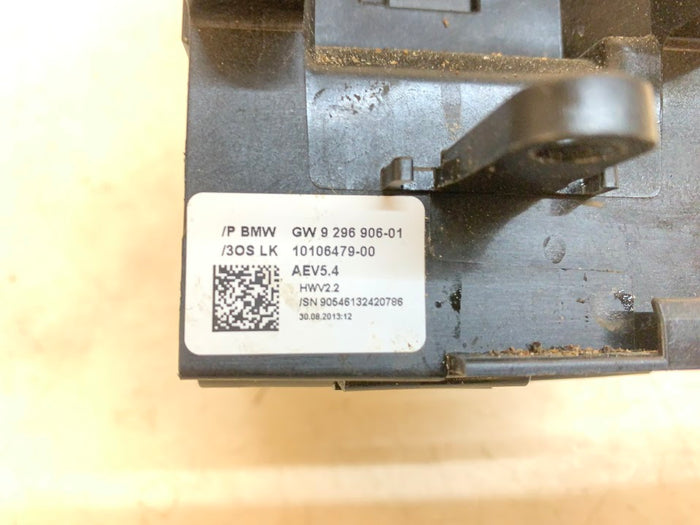 /P BMW GW 9 296 906-01
/3OS LK 10106479-00
AEV5.4
HWV2.2
/SN 90546132420786
30.08.2013:12